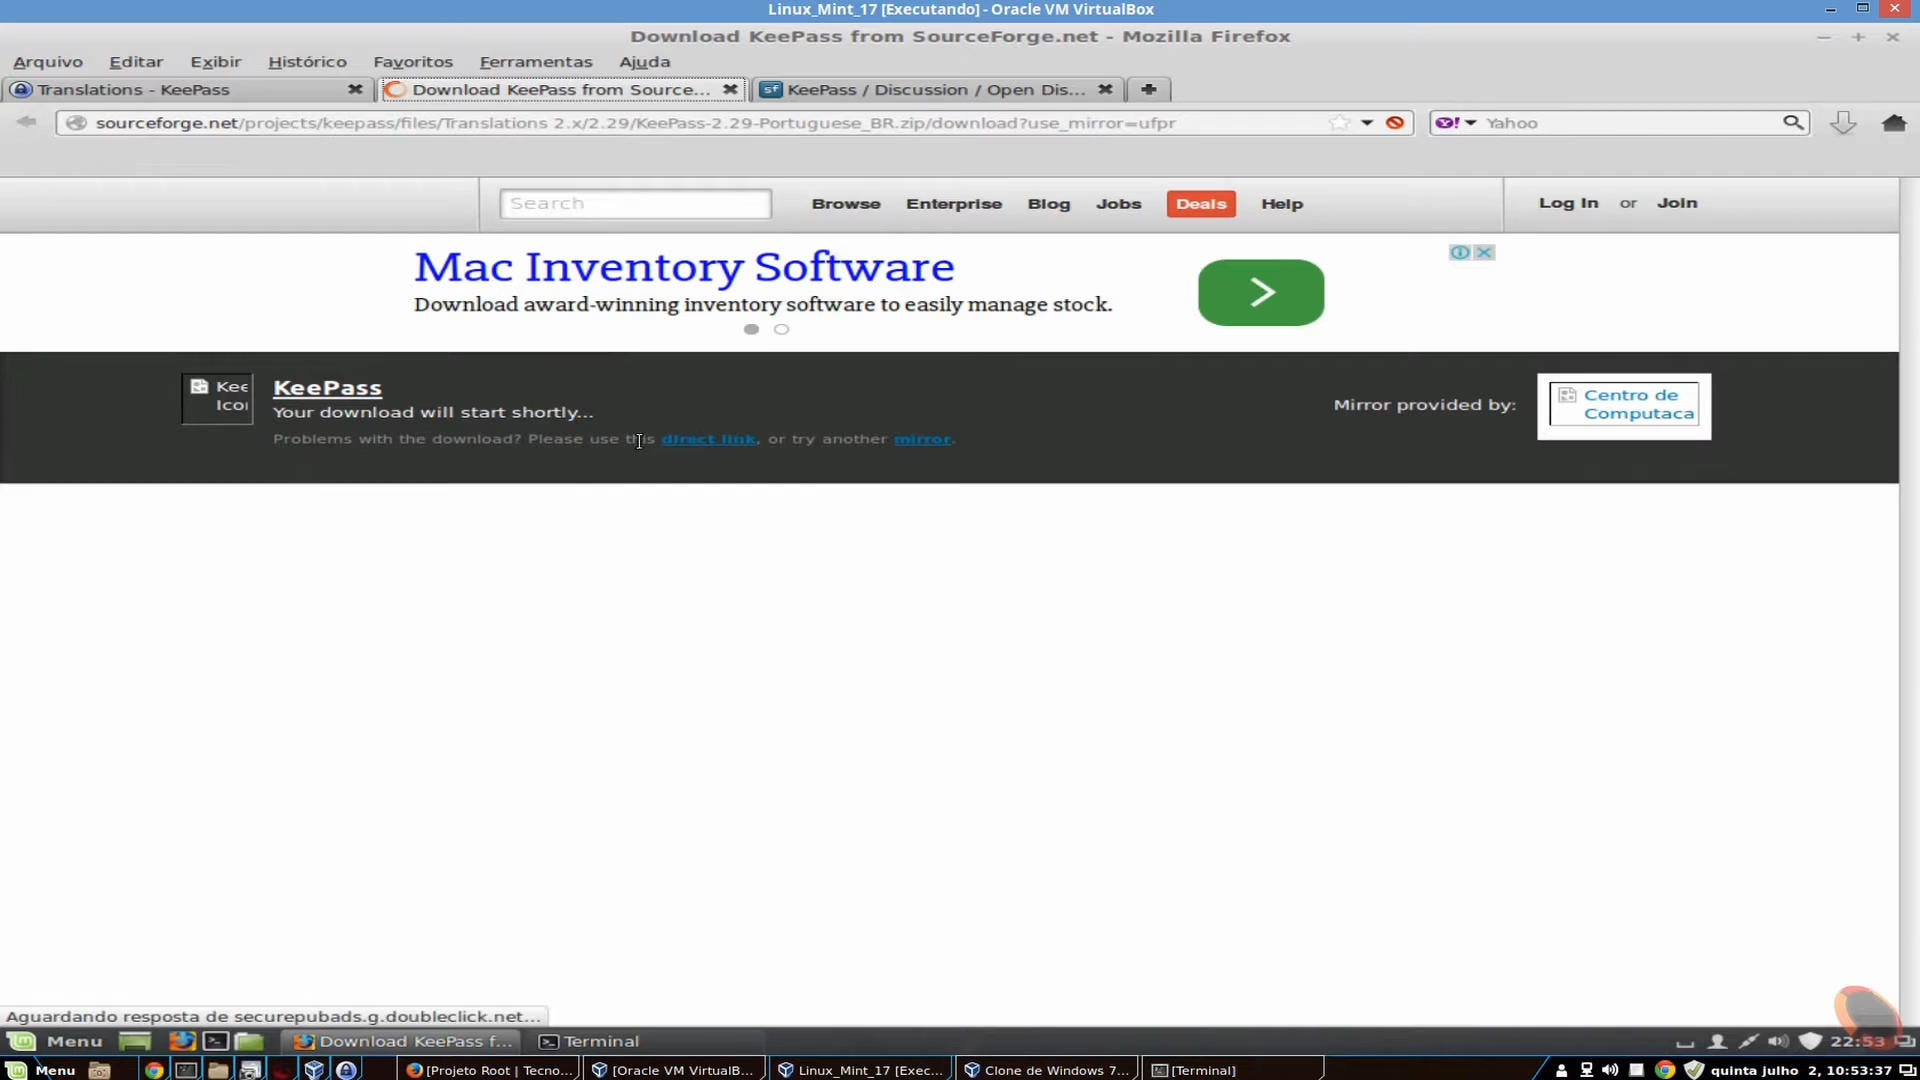 Linux_Mint_17 [Executando] - Oracle VM VirtualBox
Download KeePass from SourceForge.net - Mozilla Firefox
Arquivo Editar Exibir Histórico Favoritos Ferramentas Ajuda
Translations - KeePass Download KeePass from Source... sf KeePass / Discussion / Open Dis...
sourceforge.net/projects/keepass/files/Translations 2.x/2.29/KeePass-2.29-Portuguese_BR.zip/download?use_mirror=ufpr Y! Yahoo
Search Browse Enterprise Blog Jobs Deals Help Log In or Join
Mac Inventory Software
Download award-winning inventory software to easily manage stock.
Kee
Icon
KeePass
Your download will start shortly...
Problems with the download? Please use this direct link, or try another mirror.
Mirror provided by:
Centro de
Computaca
Aguardando resposta de securepubads.g.doubleclick.net...
Menu Download KeePass f... Terminal 22:53
Menu [Projeto Root | Tecno... [Oracle VM VirtualB... Linux_Mint_17 [Exec... Clone de Windows 7... [Terminal] quinta julho 2, 10:53:37